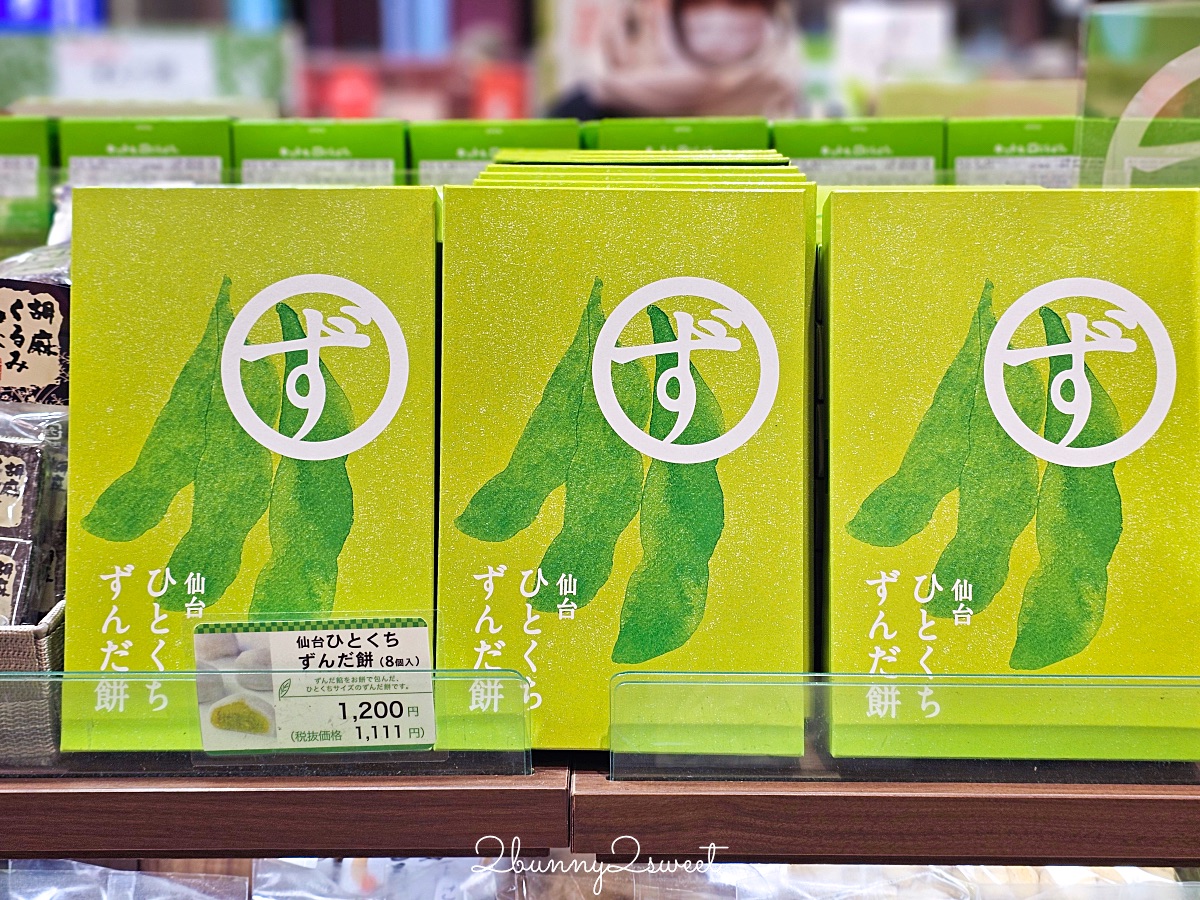 胡麻
くるみ
胡麻
胡麻
ず
仙台
ひとくち
ずんだ餅
ず
仙台
ひとくち
ずんだ餅
ず
仙台
ひとくち
ずんだ餅
仙台ひとくち
ずんだ餅(8個入)
ずんだ餡をお餅で包んだ、
ひとくちサイズのずんだ餅です。
1,200円
(税抜価格 1,111円)
2bunny2sweet